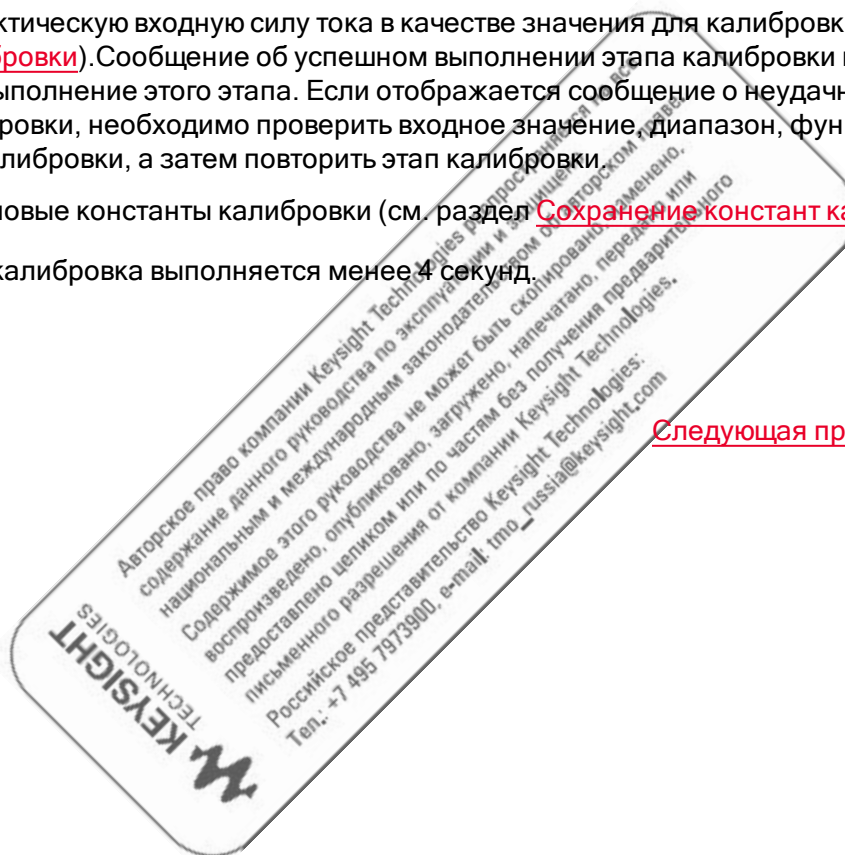 ктическую входную силу тока в качестве значения для калибровк
бровки).Сообщение об успешном выполнении этапа калибровки
ыполнение этого этапа. Если отображается сообщение о неудачн
ровки, необходимо проверить входное значение, диапазон, фун
алибровки, а затем повторить этап калибровки.
новые константы калибровки (см. раздел Сохранение констант ка
калибровка выполняется менее 4 секунд.
Следующая пр
Авторское право компании Keysight Technologies распространяется на все
содержание данного руководства по эксплуатации и защищено
национальным и международным законодательством об авторском праве.
Содержимое этого руководства не может быть скопировано, изменено,
воспроизведено, опубликовано, загружено, напечатано, передано или
предоставлено целиком или по частям без получения предварительного
письменного разрешения от компании Keysight Technologies.
Российское представительство Keysight Technologies:
Тел.: +7 495 7973900, e-mail: tmo_russia@keysight.com
KEYSIGHT
TECHNOLOGIES